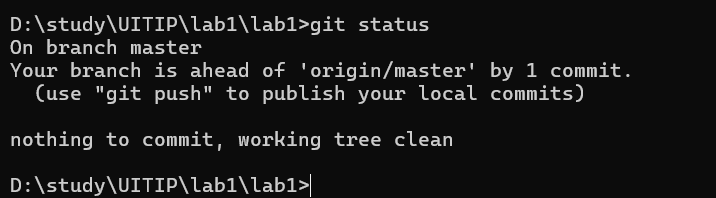 D:\study\UITIP\lab1\lab1>git status
On branch master
Your branch is ahead of 'origin/master' by 1 commit.
  (use "git push" to publish your local commits)

nothing to commit, working tree clean

D:\study\UITIP\lab1\lab1>